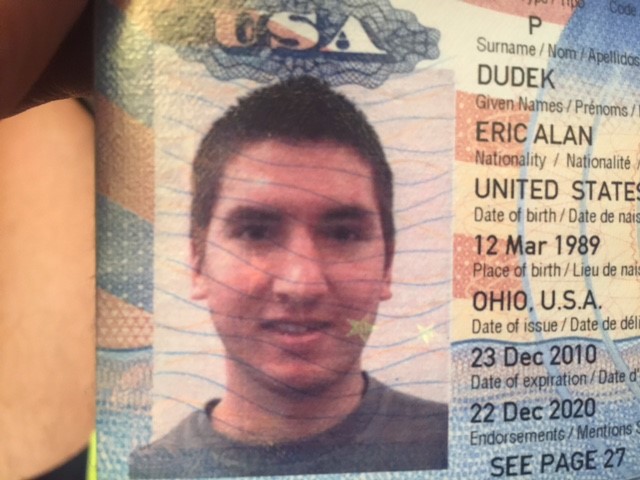 USA
Type / Tipo Code
P
Surname / Nom / Apellidos
DUDEK
Given Names / Prénoms /
ERIC ALAN
Nationality / Nationalité /
UNITED STATES
Date of birth / Date de nais
12 Mar 1989
Place of birth / Lieu de nais
OHIO, U.S.A.
Date of issue / Date de déli
23 Dec 2010
Date of expiration / Date d'
22 Dec 2020
Endorsements / Mentions S
SEE PAGE 27